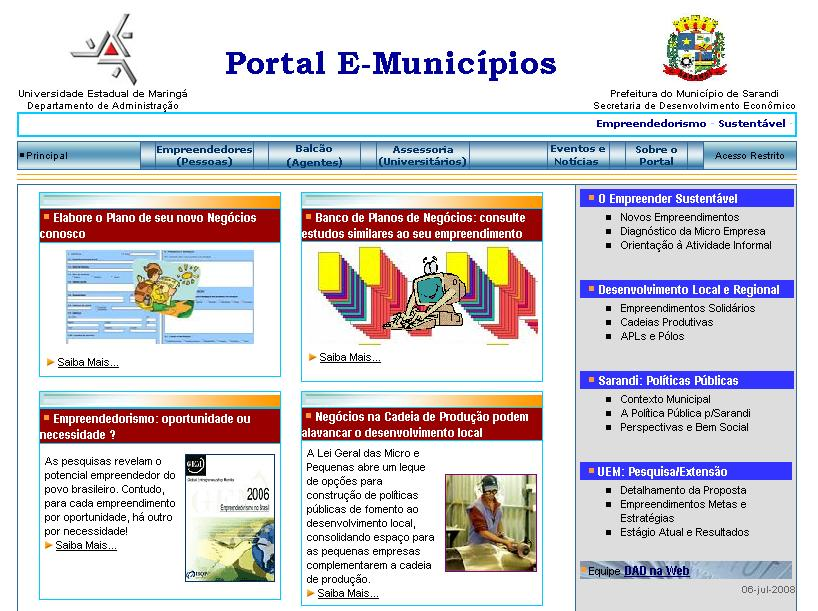 Portal E-Municípios
Universidade Estadual de Maringá
Departamento de Administração
Prefeitura do Município de Sarandi
Secretaria de Desenvolvimento Econômico
SARANDI
Empreendedorismo - Sustentável -
Principal
Empreendedores
(Pessoas)
Balcão
(Agentes)
Assessoria
(Universitários)
Eventos e
Notícias
Sobre o
Portal
Acesso Restrito
Elabore o Plano de seu novo Negócios
conosco
Saiba Mais...
Banco de Planos de Negócios: consulte
estudos similares ao seu empreendimento
Saiba Mais...
Empreendedorismo: oportunidade ou
necessidade ?
As pesquisas revelam o
potencial empreendedor do
povo brasileiro. Contudo,
para cada empreendimento
por oportunidade, há outro
por necessidade!
Saiba Mais...
Global Entrepreneurship Monitor
2006
Empreendedorismo no Brasil
Negócios na Cadeia de Produção podem
alavancar o desenvolvimento local
A Lei Geral das Micro e
Pequenas abre um leque
de opções para
construção de políticas
públicas de fomento ao
desenvolvimento local,
consolidando espaço para
as pequenas empresas
complementarem a cadeia
de produção.
Saiba Mais...
O Empreender Sustentável
Novos Empreendimentos
Diagnóstico da Micro Empresa
Orientação à Atividade Informal
Desenvolvimento Local e Regional
Empreendimentos Solidários
Cadeias Produtivas
APLs e Pólos
Sarandi: Políticas Públicas
Contexto Municipal
A Política Pública p/Sarandi
Perspectivas e Bem Social
UEM: Pesquisa/Extensão
Detalhamento da Proposta
Empreendimentos Metas e
Estratégias
Estágio Atual e Resultados
Equipe DAD na Web
06-jul-2008